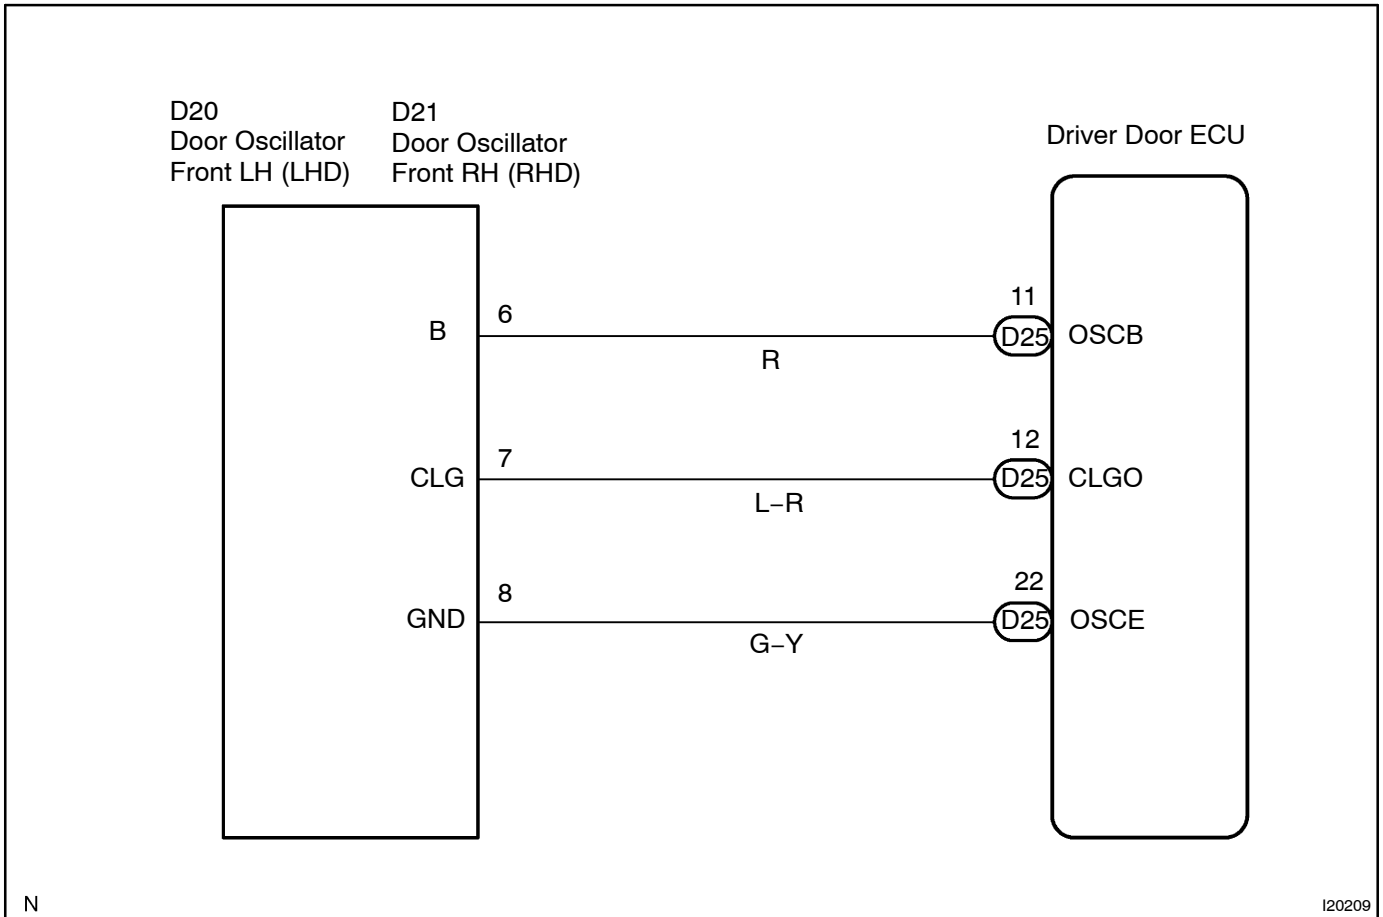 D20
Door Oscillator
Front LH (LHD)
D21
Door Oscillator
Front RH (RHD)
Driver Door ECU
B 6 R 11 D25 OSCB
CLG 7 L−R 12 D25 CLGO
GND 8 G−Y 22 D25 OSCE
N
I20209